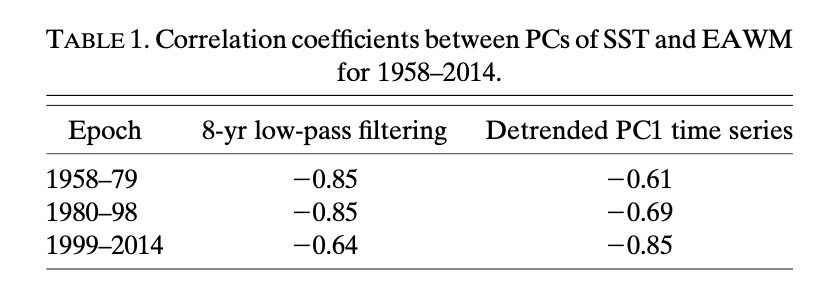 TABLE 1. Correlation coefficients between PCs of SST and EAWM
for 1958–2014.
Epoch 8-yr low-pass filtering Detrended PC1 time series
1958–79 −0.85 −0.61
1980–98 −0.85 −0.69
1999–2014 −0.64 −0.85